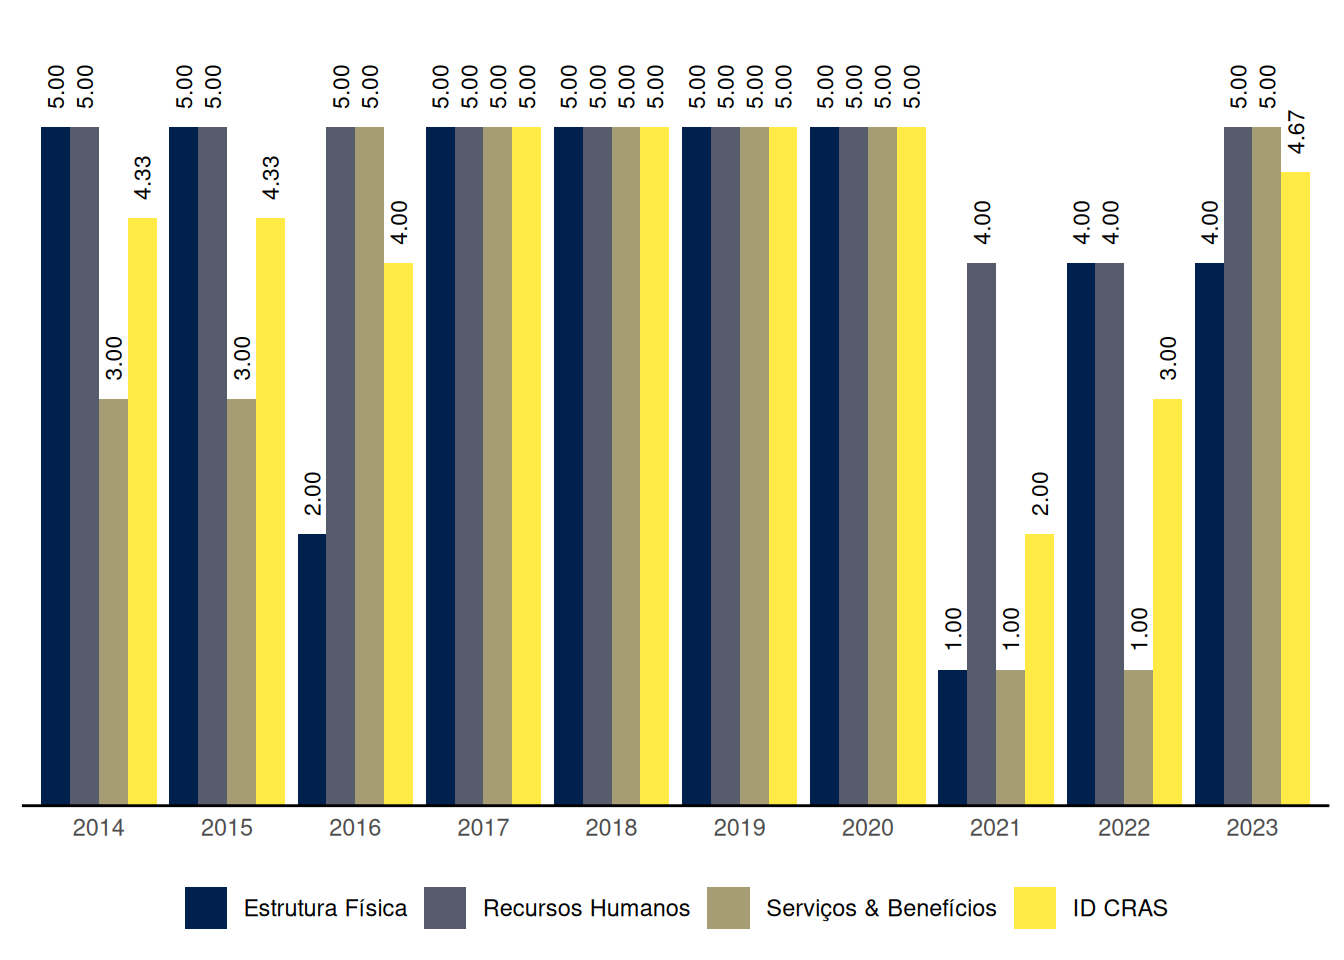 5.00 5.00 3.00 4.33 5.00 5.00 3.00 4.33 2.00 5.00 5.00 4.00 5.00 5.00 5.00 5.00 5.00 5.00 5.00 5.00 5.00 5.00 5.00 5.00 5.00 5.00 5.00 5.00 1.00 4.00 1.00 2.00 4.00 4.00 1.00 3.00 4.00 5.00 5.00 4.67
2014 2015 2016 2017 2018 2019 2020 2021 2022 2023
Estrutura Física Recursos Humanos Serviços & Benefícios ID CRAS